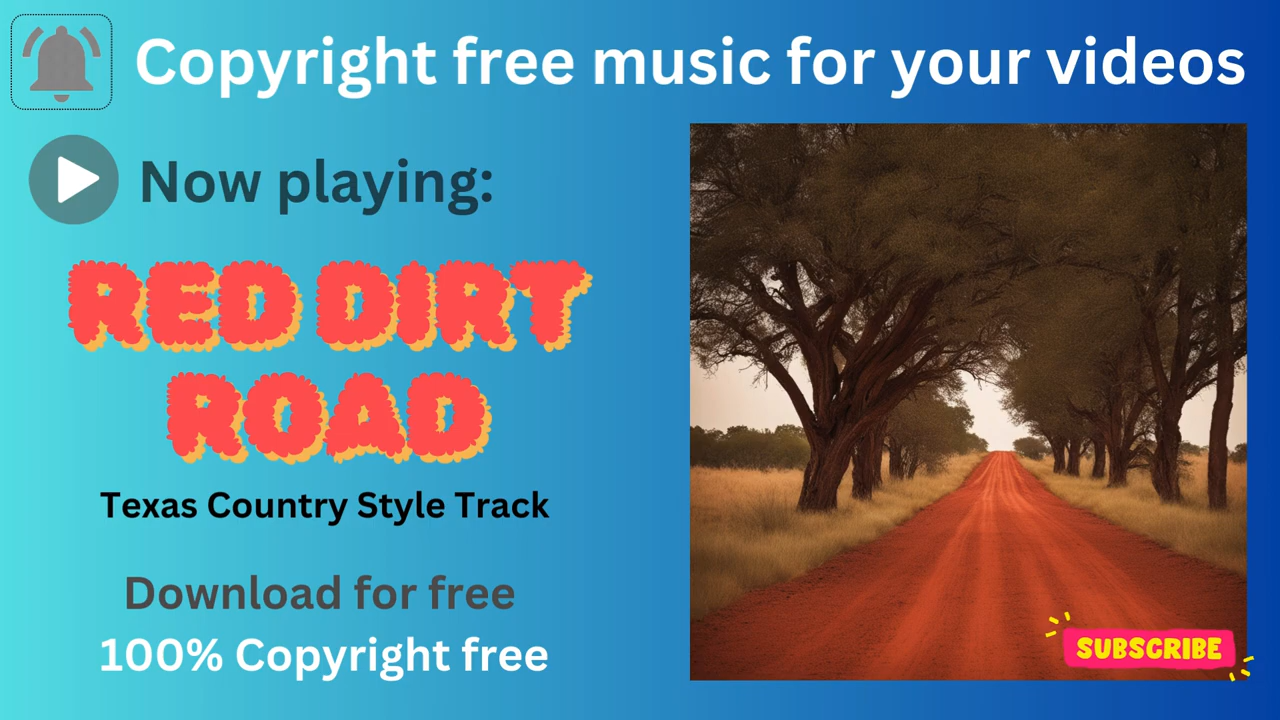 Copyright free music for your videos
Now playing:
RED DIRT
ROAD
Texas Country Style Track
Download for free
100% Copyright free
SUBSCRIBE